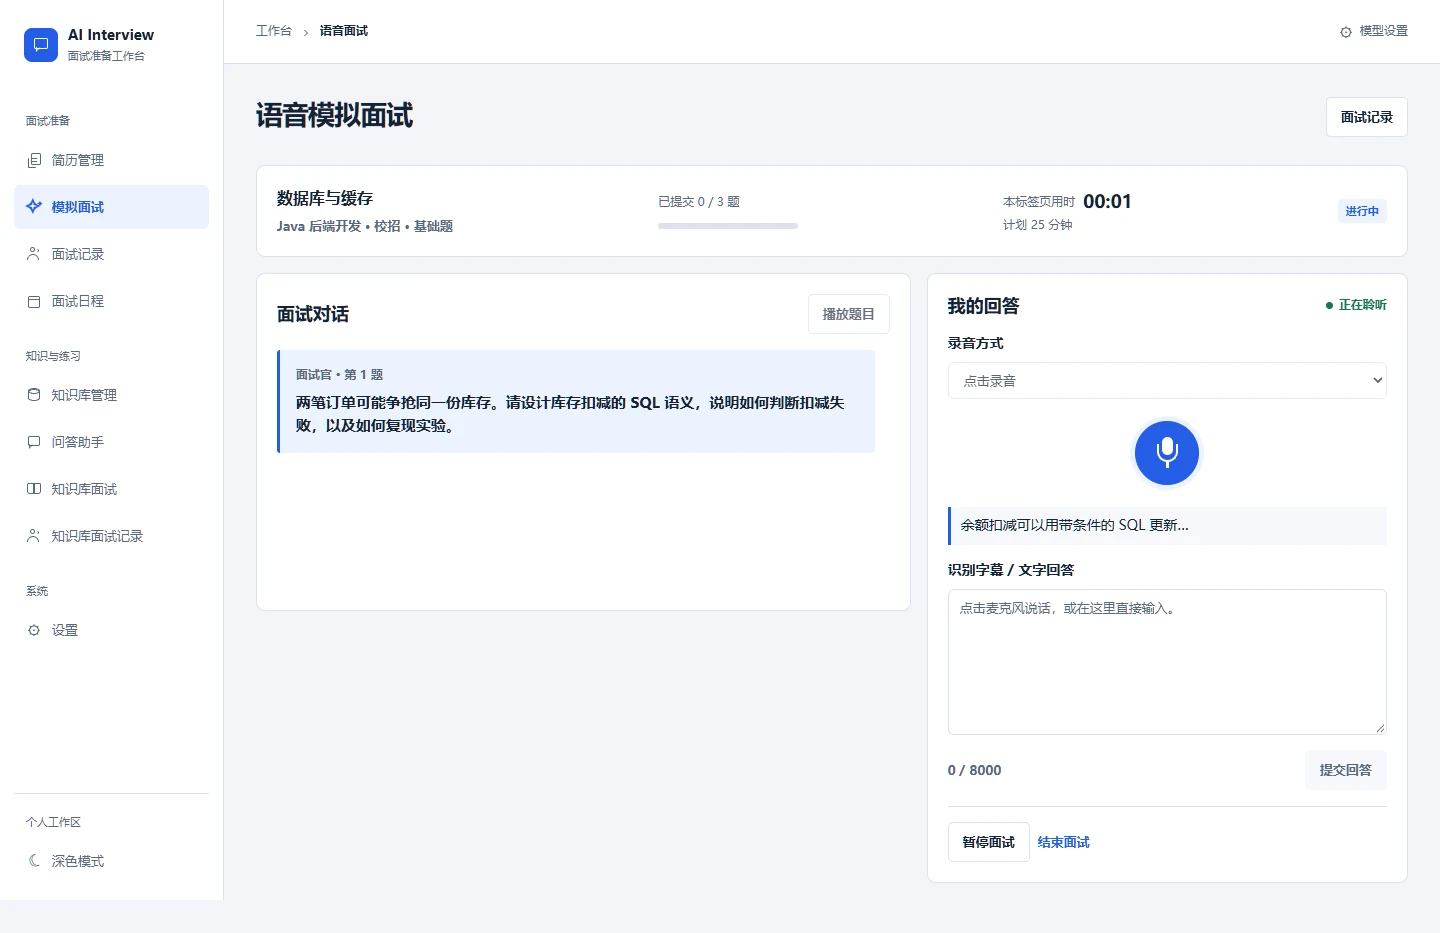 AI Interview
面试准备工作台
面试准备
简历管理
模拟面试
面试记录
面试日程
知识与练习
知识库管理
问答助手
知识库面试
知识库面试记录
系统
设置
个人工作区
深色模式
工作台 › 语音面试
模型设置
语音模拟面试
面试记录
数据库与缓存
Java 后端开发 • 校招 • 基础题
已提交 0 / 3 题
本标签页用时 00:01
计划 25 分钟
进行中
面试对话
播放题目
面试官 • 第 1 题
两笔订单可能争抢同一份库存。请设计库存扣减的 SQL 语义，说明如何判断扣减失
败，以及如何复现实验。
我的回答
正在聆听
录音方式
点击录音
余额扣减可以用带条件的 SQL 更新...
识别字幕 / 文字回答
点击麦克风说话，或在这里直接输入。
0 / 8000
提交回答
暂停面试
结束面试